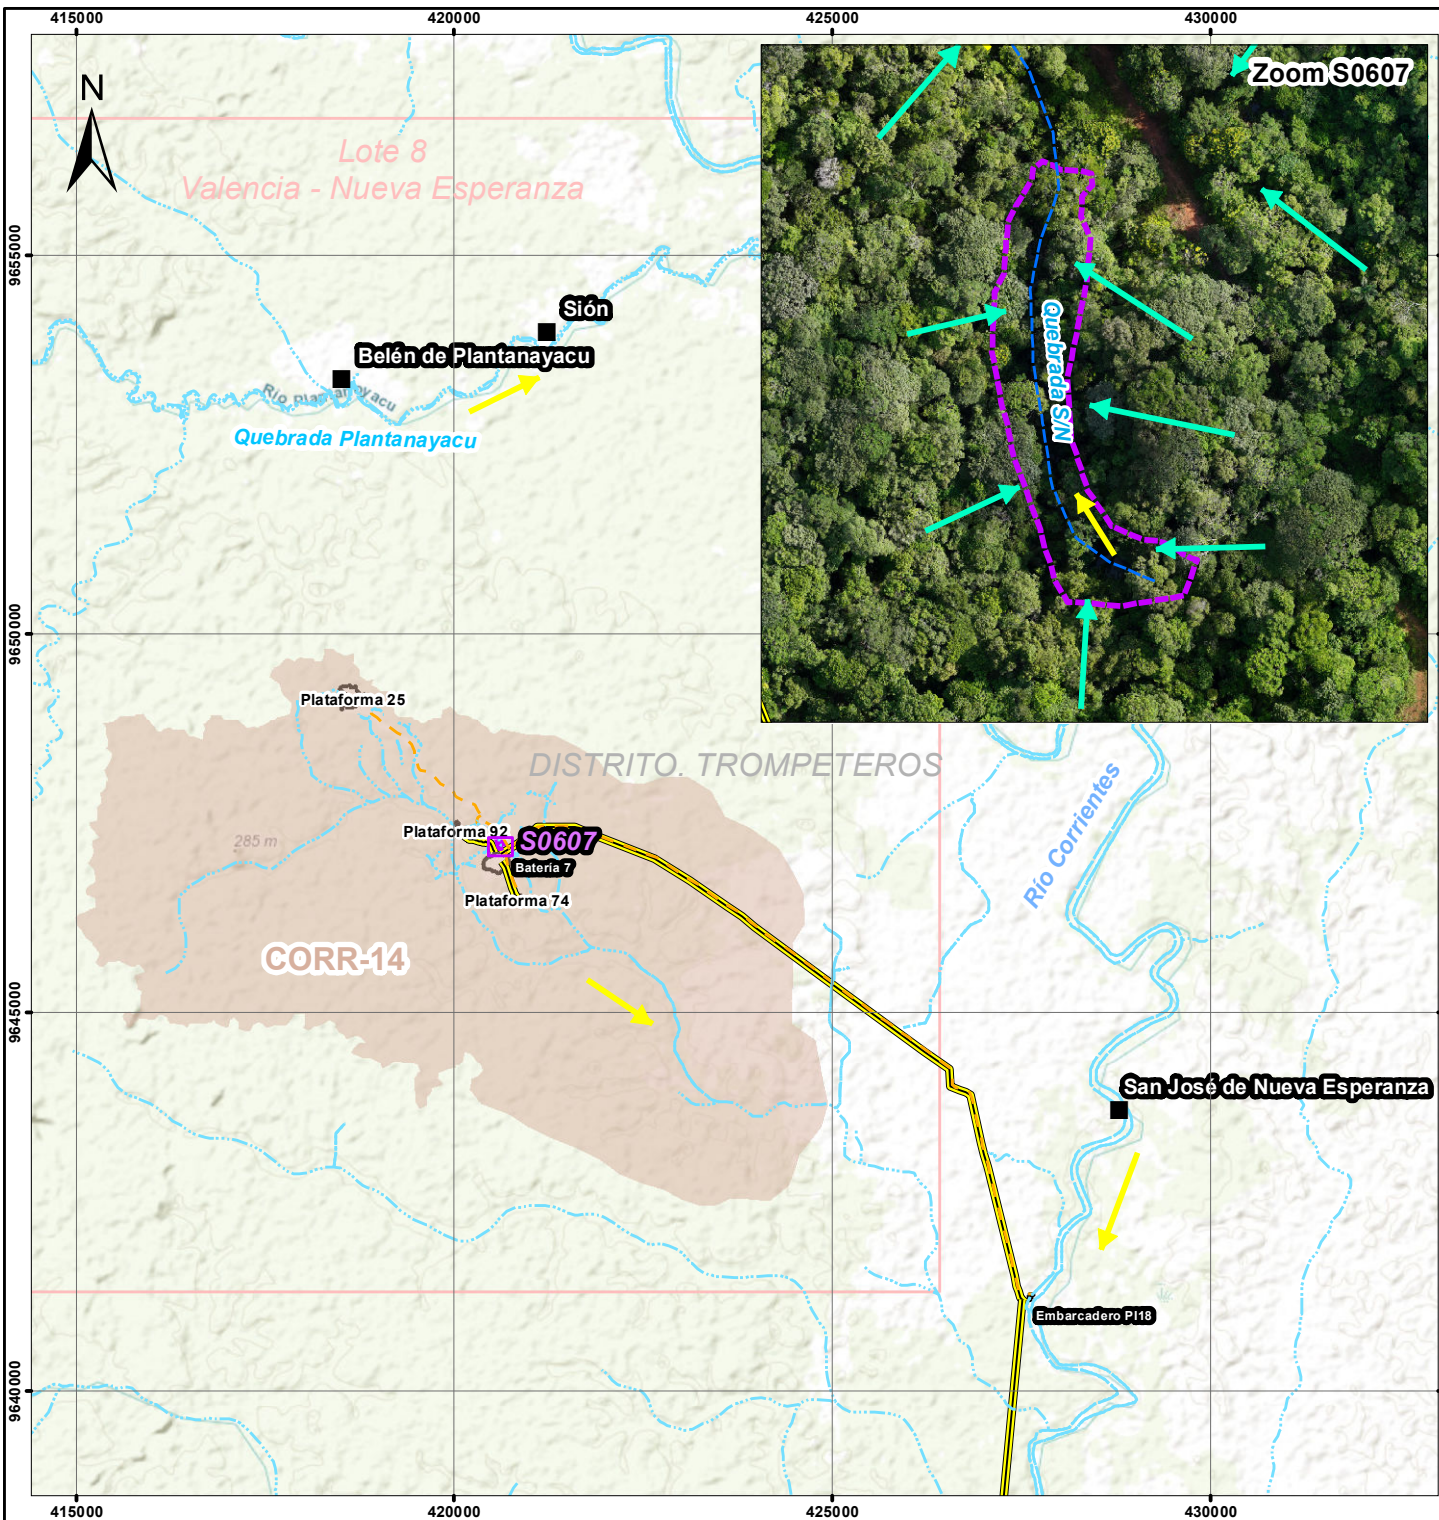 415000
420000
425000
430000
Zoom S0607
N
Lote 8
Valencia - Nueva Esperanza
9655000
Sión
Belén de Plantanayacu
Río Plantanayacu
Quebrada Plantanayacu
Quebrada S/N
9650000
Plataforma 25
DISTRITO. TROMPETEROS
Río Corrientes
Plataforma 92
S0607
285 m
Batería 7
Plataforma 74
CORR-14
9645000
San José de Nueva Esperanza
Embarcadero PI18
9640000
415000
420000
425000
430000